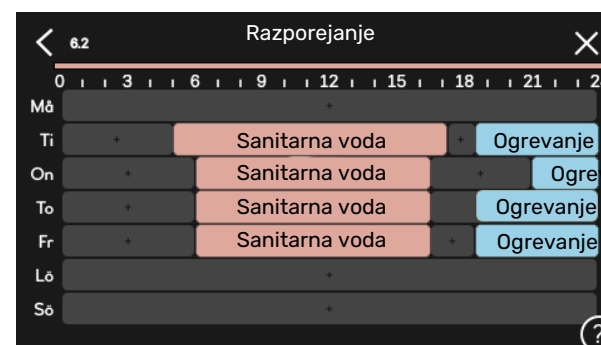 6.2 Razporejanje
0 3 6 9 12 15 18 21 2
Må
Ti Sanitarna voda Ogrevanje
On Sanitarna voda Ogre
To Sanitarna voda Ogrevanje
Fr Sanitarna voda Ogrevanje
Lö
Sö
?